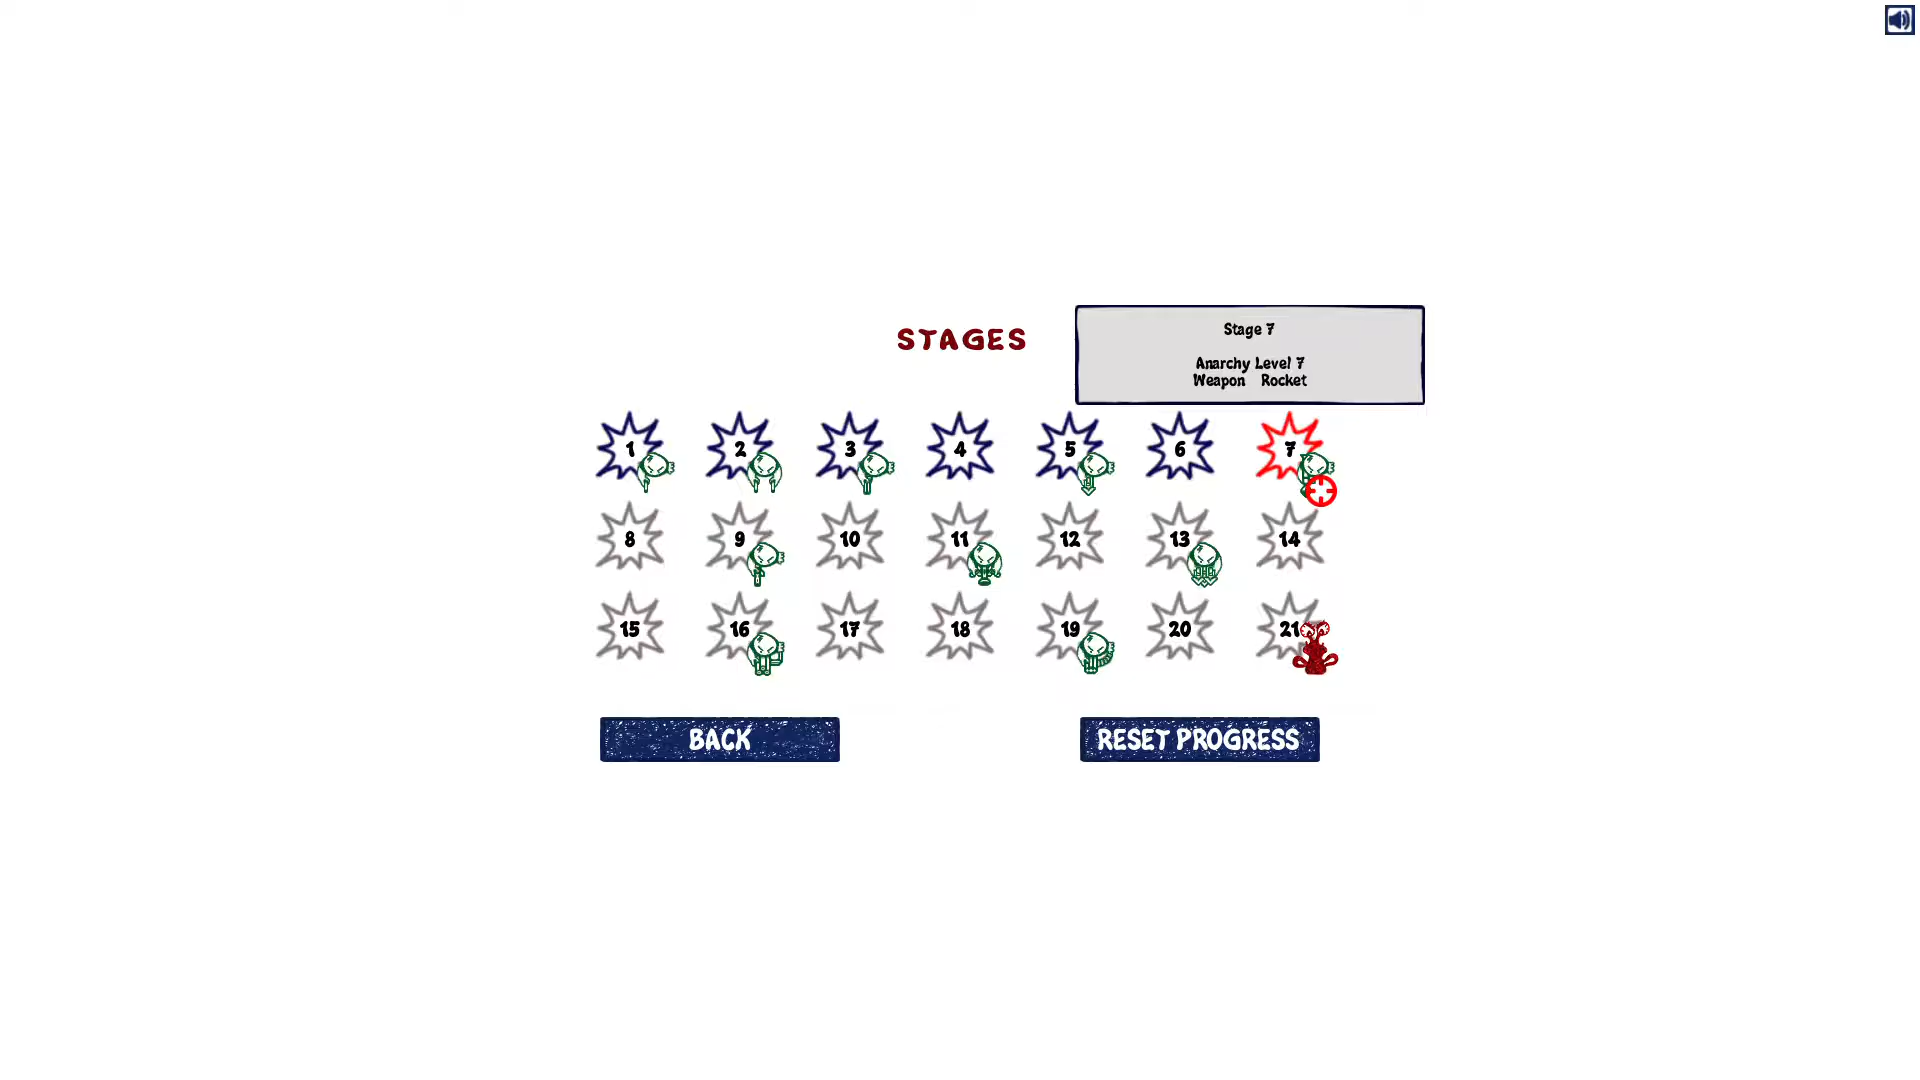 STAGES
Stage 7
Anarchy Level 7
Weapon Rocket
1 2 3 4 5 6 7
8 9 10 11 12 13 14
15 16 17 18 19 20 21
BACK
RESET PROGRESS